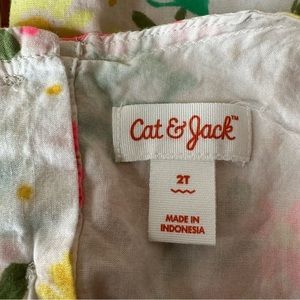 Cat & Jack™
2T
MADE IN
INDONESIA